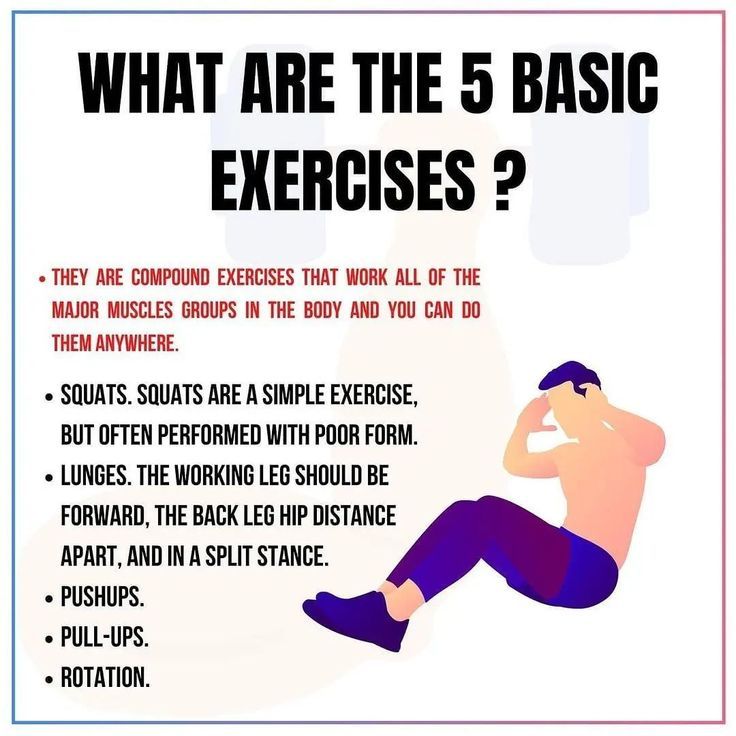 WHAT ARE THE 5 BASIC
EXERCISES ?
• THEY ARE COMPOUND EXERCISES THAT WORK ALL OF THE
MAJOR MUSCLES GROUPS IN THE BODY AND YOU CAN DO
THEM ANYWHERE.
• SQUATS. SQUATS ARE A SIMPLE EXERCISE,
BUT OFTEN PERFORMED WITH POOR FORM.
• LUNGES. THE WORKING LEG SHOULD BE
FORWARD, THE BACK LEG HIP DISTANCE
APART, AND IN A SPLIT STANCE.
• PUSHUPS.
• PULL-UPS.
• ROTATION.